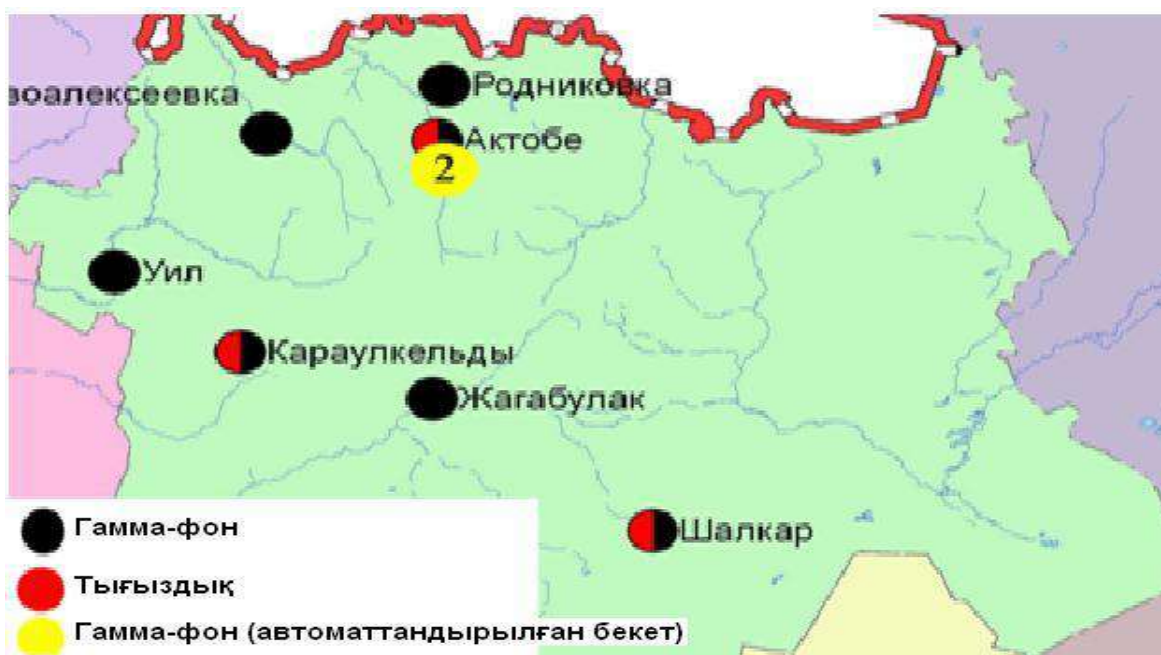 Родниковка
воалексеевка
Актобе
2
Уил
Караулкельды
Жагабулак
Шалкар
Гамма-фон
Тығыздық
Гамма-фон (автоматтандырылған бекет)